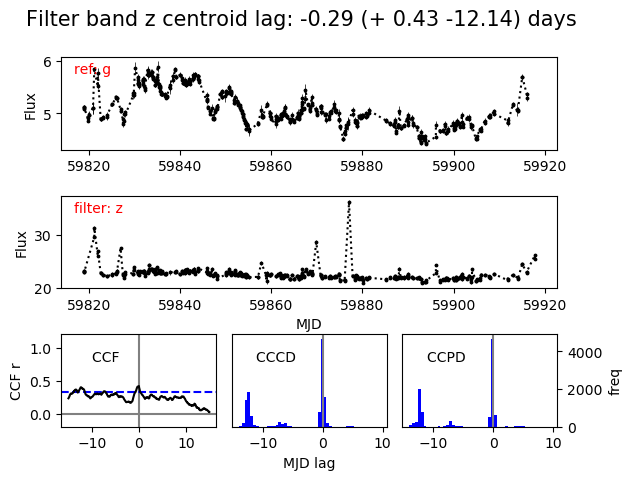 Filter band z centroid lag: -0.29 (+ 0.43 -12.14) days
ref: g
Flux
6
5
59820 59840 59860 59880 59900 59920
filter: z
Flux
30
20
59820 59840 59860 59880 59900 59920
MJD
CCF
CCF r
1.0
0.5
0.0
−10 0 10
CCCD
−10 0 10
MJD lag
CCPD
4000
2000
0
freq
−10 0 10